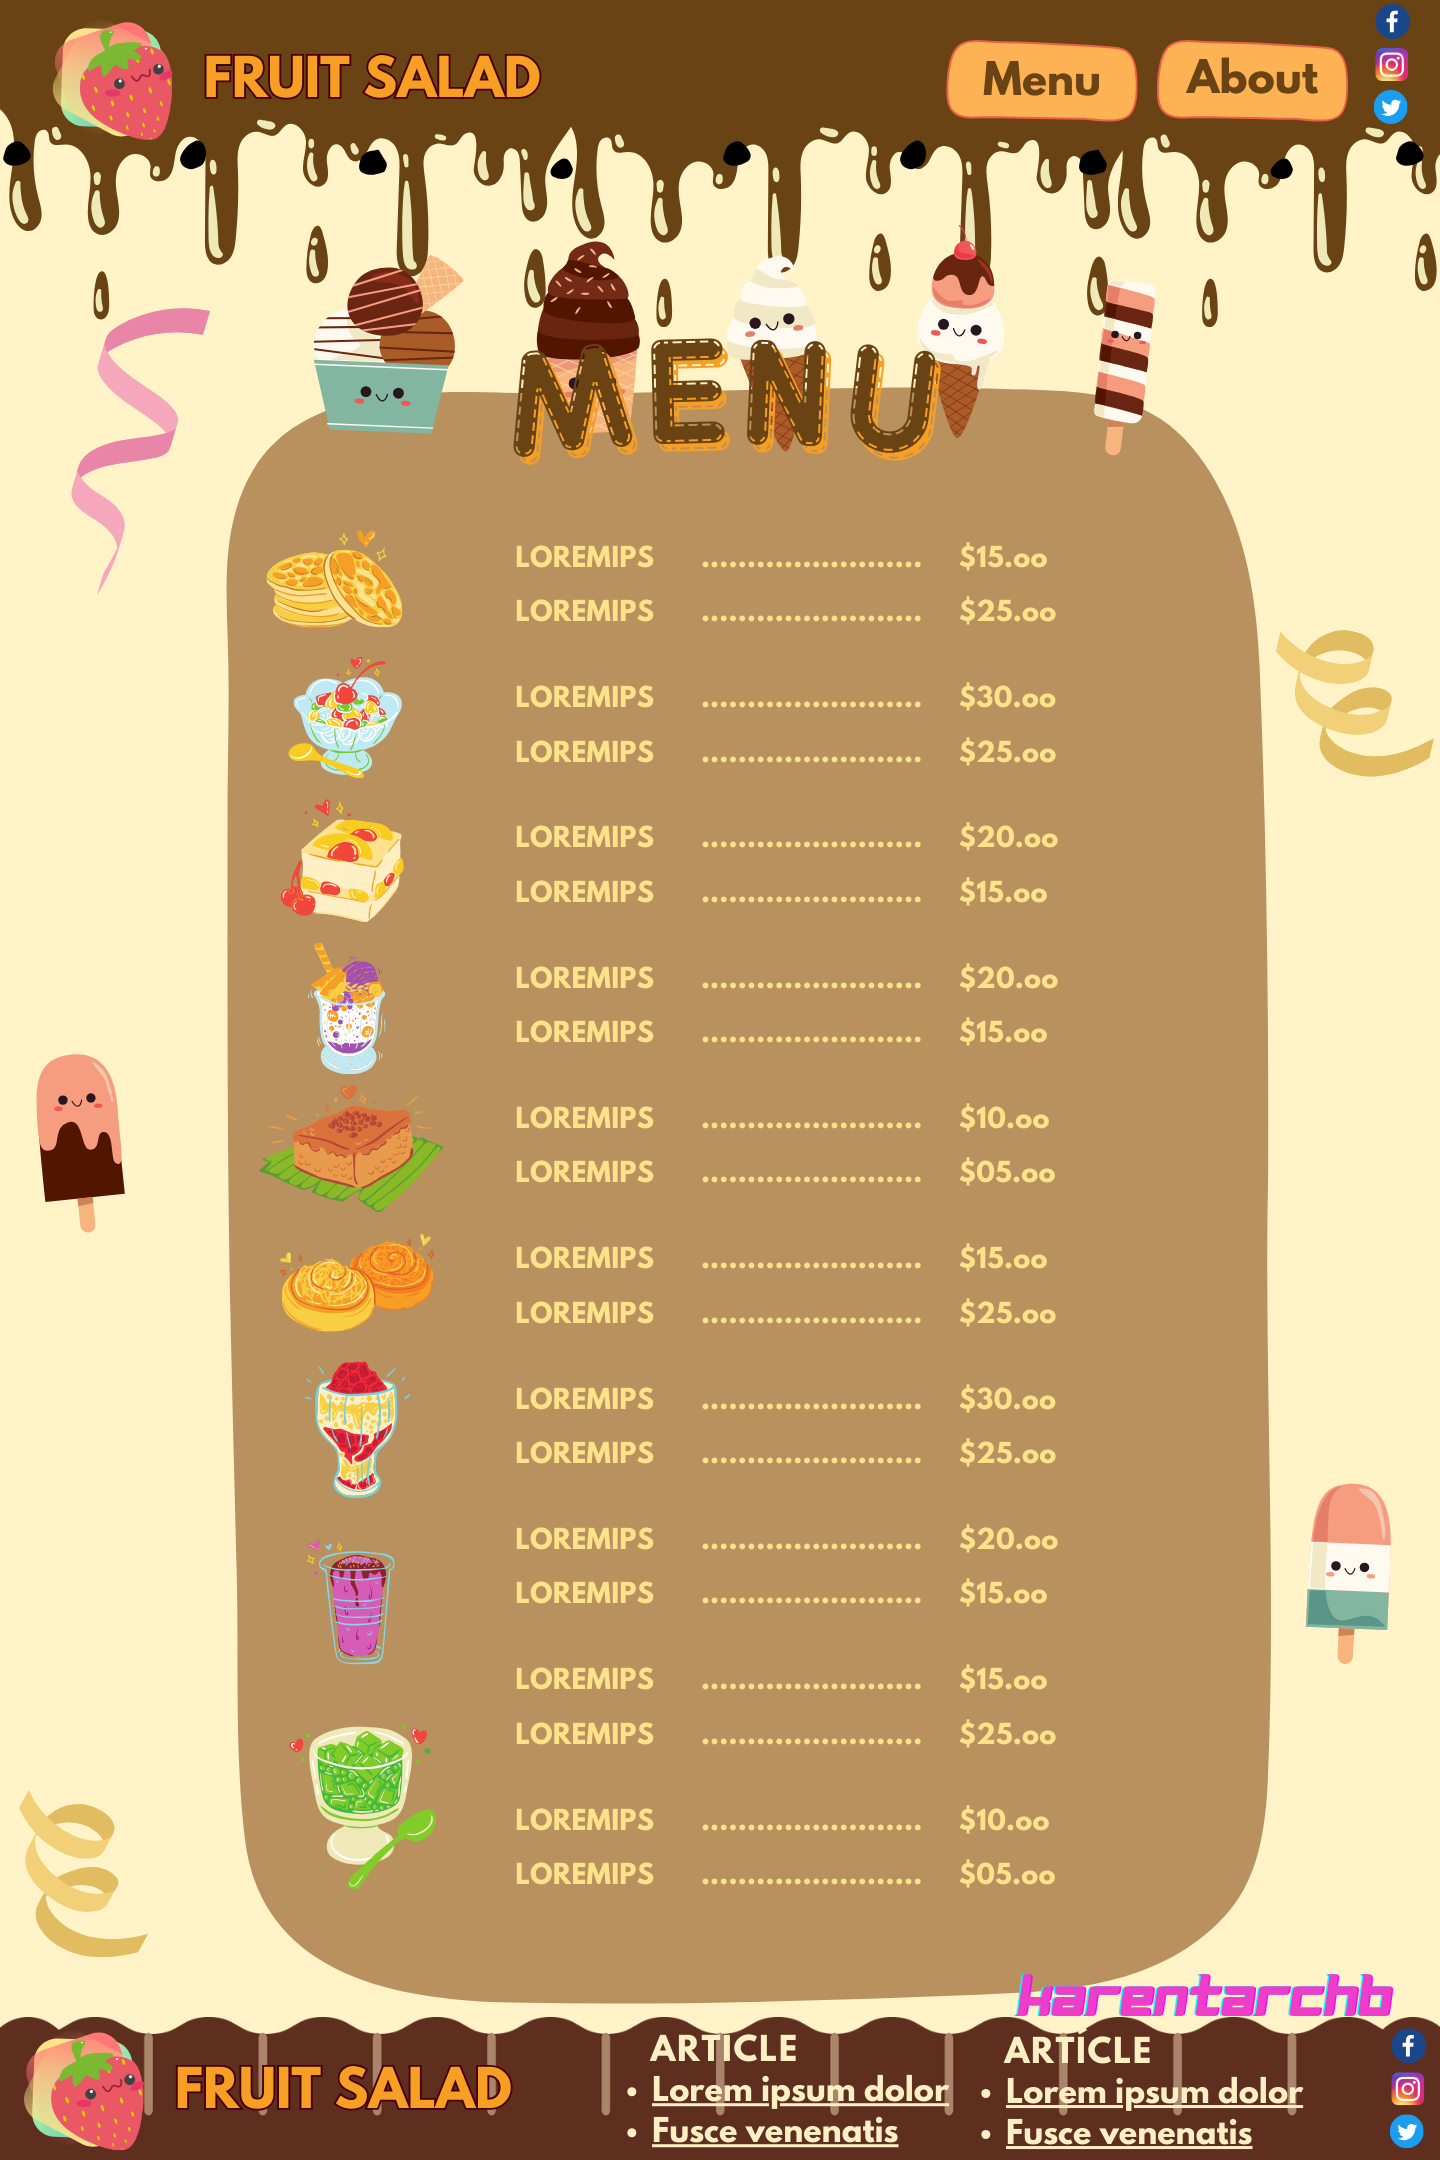 FRUIT SALAD
Menu
About
MENU
LOREMIPS ........................ $15.oo
LOREMIPS ........................ $25.oo
LOREMIPS ........................ $30.oo
LOREMIPS ........................ $25.oo
LOREMIPS ........................ $20.oo
LOREMIPS ........................ $15.oo
LOREMIPS ........................ $20.oo
LOREMIPS ........................ $15.oo
LOREMIPS ........................ $10.oo
LOREMIPS ........................ $05.oo
LOREMIPS ........................ $15.oo
LOREMIPS ........................ $25.oo
LOREMIPS ........................ $30.oo
LOREMIPS ........................ $25.oo
LOREMIPS ........................ $20.oo
LOREMIPS ........................ $15.oo
LOREMIPS ........................ $15.oo
LOREMIPS ........................ $25.oo
LOREMIPS ........................ $10.oo
LOREMIPS ........................ $05.oo
karentarchb
FRUIT SALAD
ARTICLE
• Lorem ipsum dolor
• Fusce venenatis
ARTICLE
• Lorem ipsum dolor
• Fusce venenatis